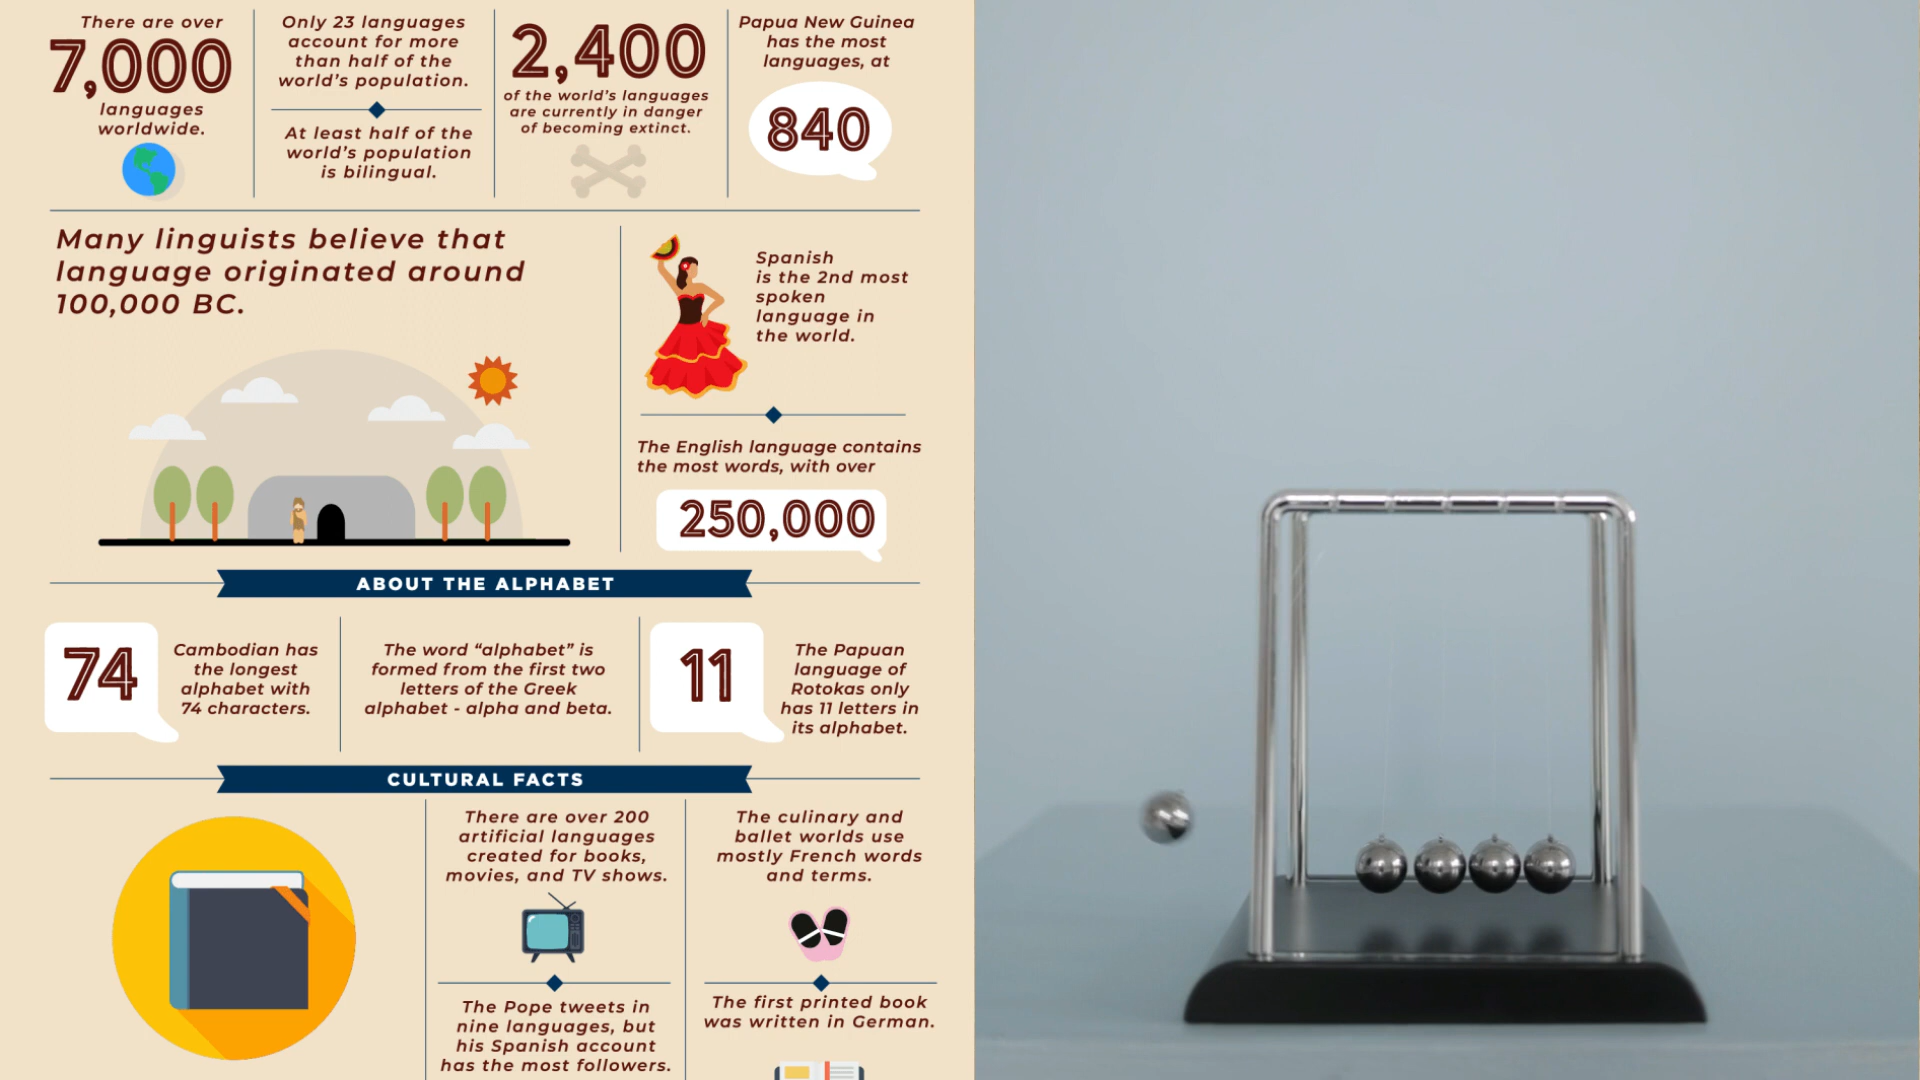 There are over
7,000
languages
worldwide.
Only 23 languages
account for more
than half of the
world's population.
At least half of the
world's population
is bilingual.
2,400
of the world's languages
are currently in danger
of becoming extinct.
Papua New Guinea
has the most
languages, at
840
Many linguists believe that
language originated around
100,000 BC.
Spanish
is the 2nd most
spoken
language in
the world.
The English language contains
the most words, with over
250,000
ABOUT THE ALPHABET
74
Cambodian has
the longest
alphabet with
74 characters.
The word “alphabet” is
formed from the first two
letters of the Greek
alphabet - alpha and beta.
11
The Papuan
language of
Rotokas only
has 11 letters in
its alphabet.
CULTURAL FACTS
There are over 200
artificial languages
created for books,
movies, and TV shows.
The Pope tweets in
nine languages, but
his Spanish account
has the most followers.
The culinary and
ballet worlds use
mostly French words
and terms.
The first printed book
was written in German.